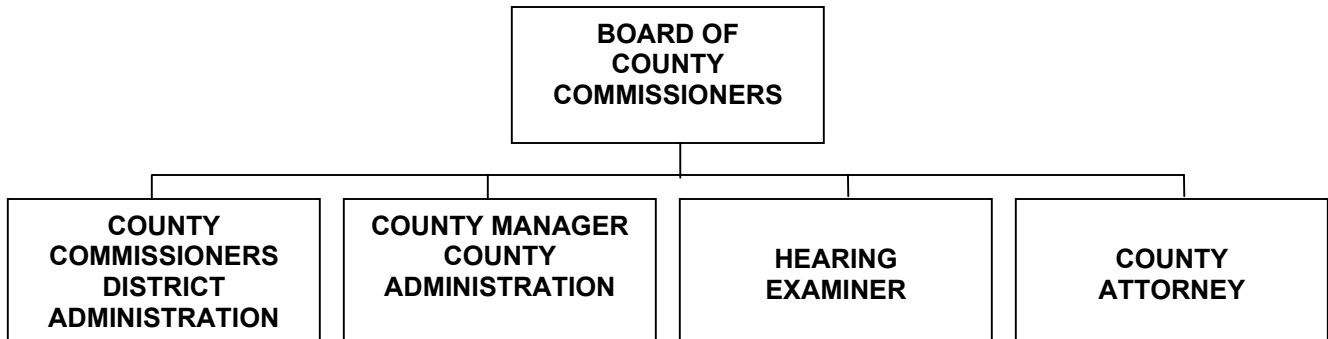 BOARD OF
COUNTY
COMMISSIONERS
COUNTY
COMMISSIONERS
DISTRICT
ADMINISTRATION
COUNTY MANAGER
COUNTY
ADMINISTRATION
HEARING
EXAMINER
COUNTY
ATTORNEY